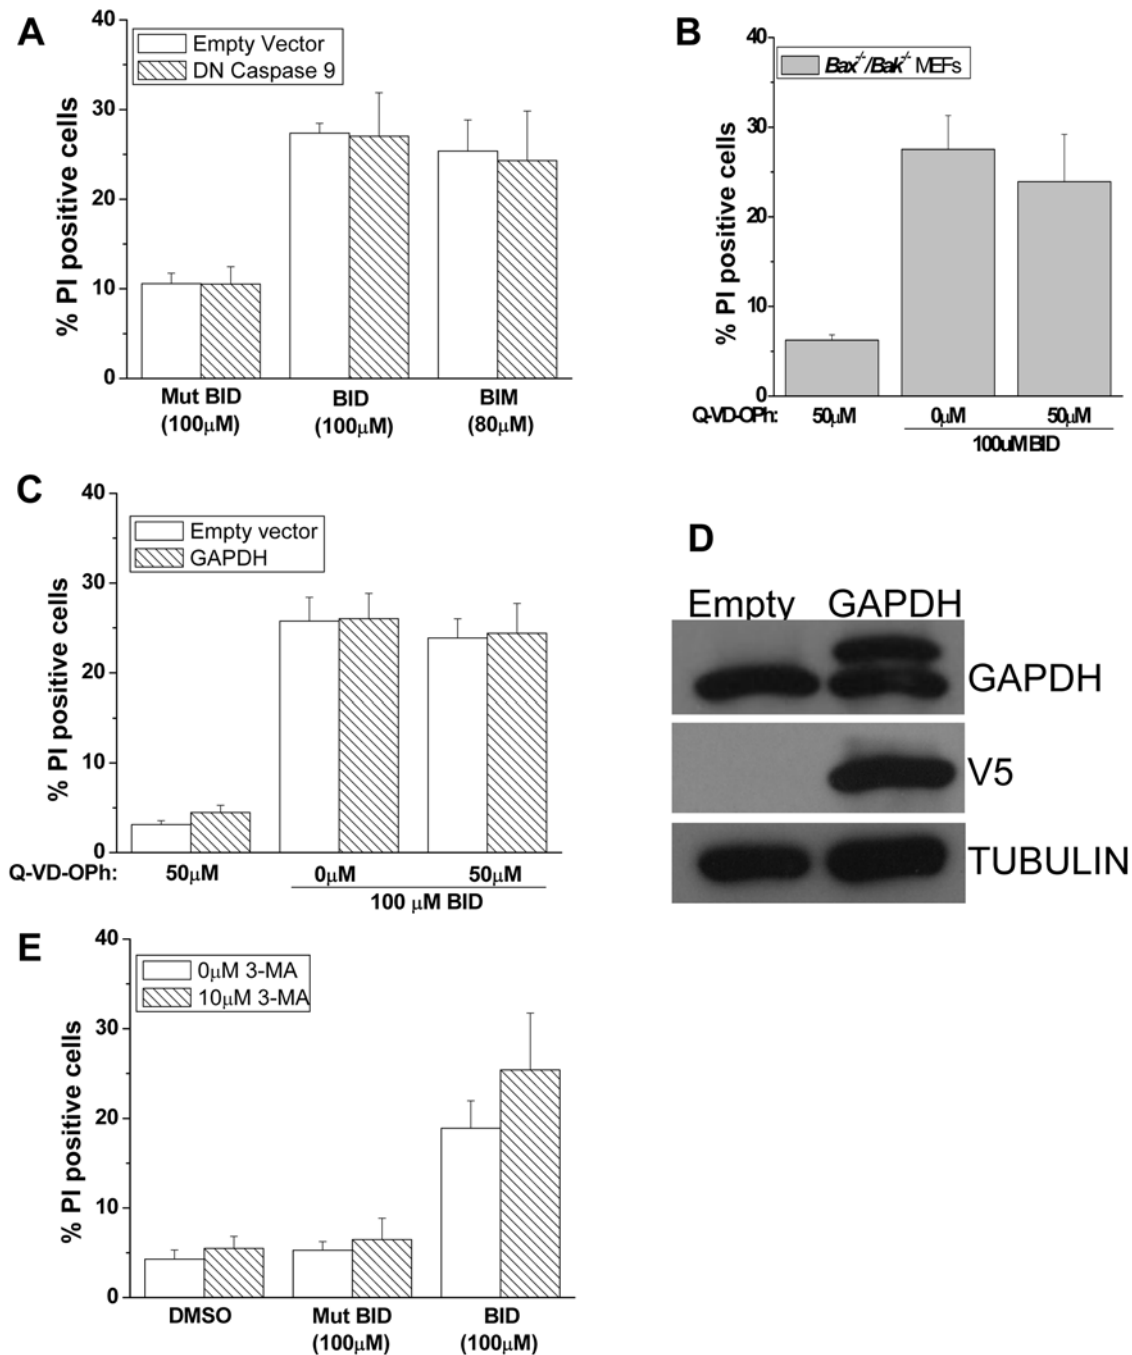 A
% PI positive cells
40
30
20
10
0
Empty Vector
DN Caspase 9
Mut BID
(100μM)
BID
(100μM)
BIM
(80μM)
B
% PI positive cells
40
30
20
10
0
Bax-/-/Bak-/- MEFs
Q-VD-OPh: 50μM 0μM 50μM
100uM BID
C
% PI positive cells
40
30
20
10
0
Empty vector
GAPDH
Q-VD-OPh: 50μM 0μM 50μM
100 μM BID
D
Empty GAPDH
GAPDH
V5
TUBULIN
E
% PI positive cells
40
30
20
10
0
0μM 3-MA
10μM 3-MA
DMSO
Mut BID
(100μM)
BID
(100μM)